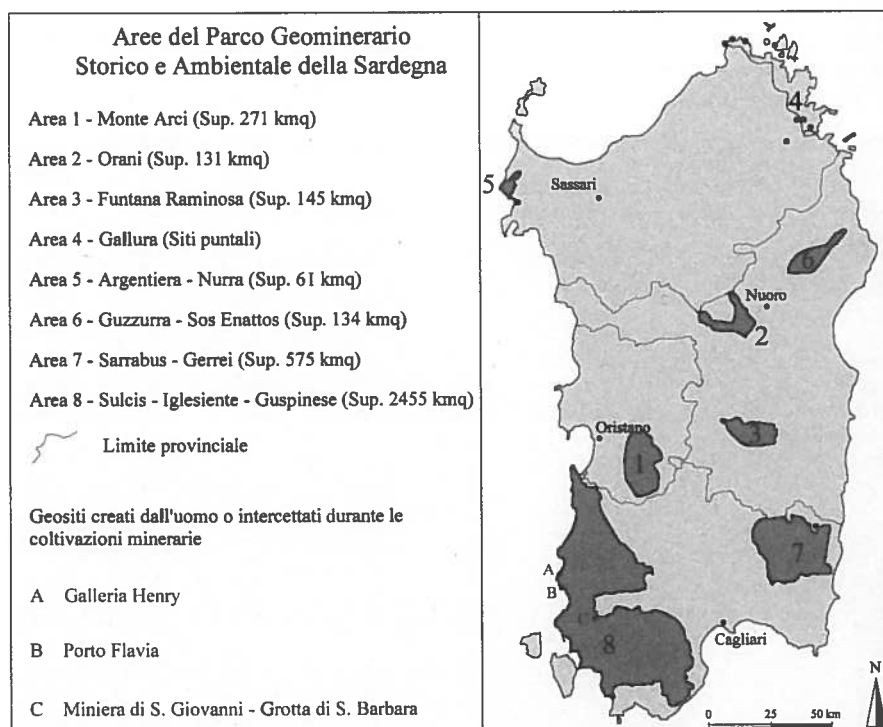 Aree del Parco Geominerario
Storico e Ambientale della Sardegna
Area 1 - Monte Arci (Sup. 271 kmq)
Area 2 - Orani (Sup. 131 kmq)
Area 3 - Funtana Raminosa (Sup. 145 kmq)
Area 4 - Gallura (Siti puntali)
Area 5 - Argentiera - Nurra (Sup. 61 kmq)
Area 6 - Guzzurra - Sos Enattos (Sup. 134 kmq)
Area 7 - Sarrabus - Gerrei (Sup. 575 kmq)
Area 8 - Sulcis - Iglesiente - Guspinese (Sup. 2455 kmq)
Limite provinciale
Geositi creati dall'uomo o intercettati durante le
coltivazioni minerarie
A Galleria Henry
B Porto Flavia
C Miniera di S. Giovanni - Grotta di S. Barbara
4
5
Sassari
6
Nuoro
2
Oristano
3
1
7
A
B
C
8
Cagliari
N
0 25 50 km